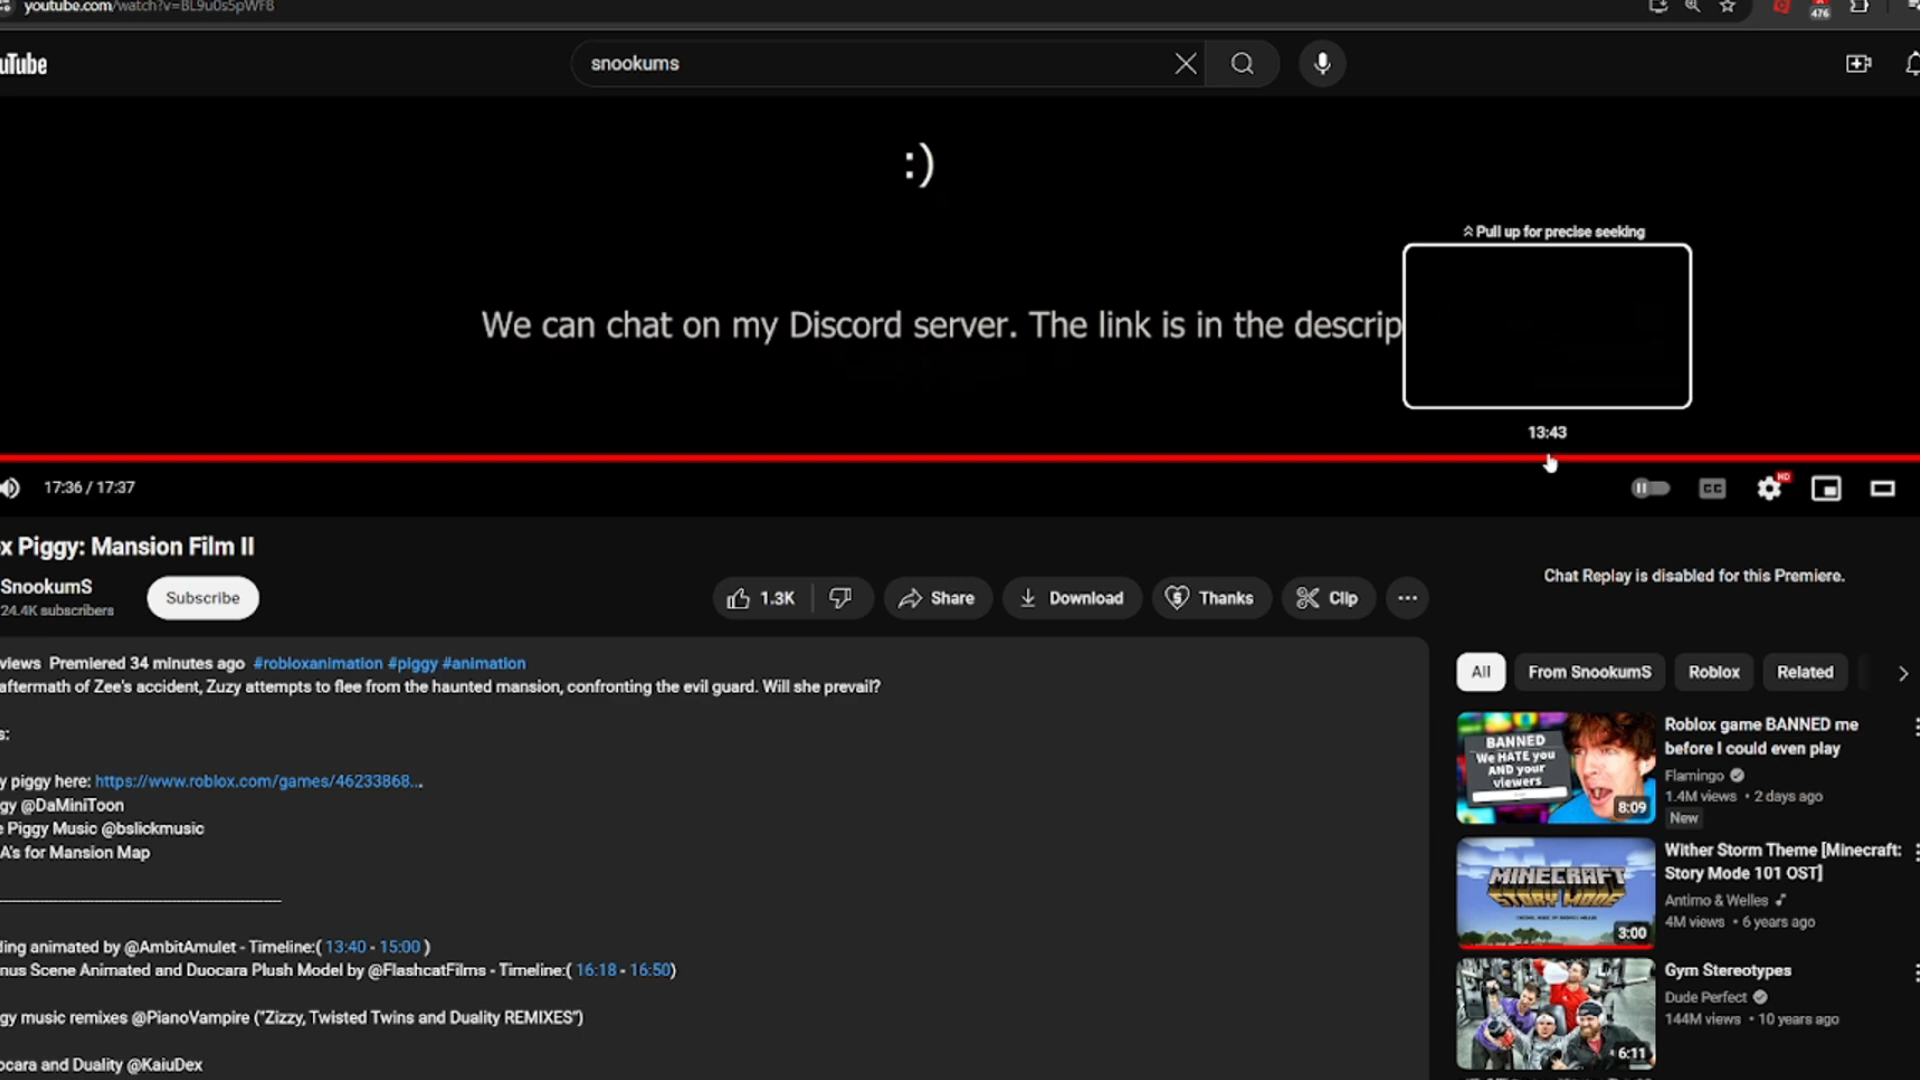 youtube.com/watch?v=BL9u0s5pWF8
476
uTube
snookums
:)
Pull up for precise seeking
We can chat on my Discord server. The link is in the descrip
13:43
17:36 / 17:37
CC
HD
x Piggy: Mansion Film II
SnookumS
24.4K subscribers
Subscribe
1.3K
Share
Download
Thanks
Clip
Chat Replay is disabled for this Premiere.
views Premiered 34 minutes ago #robloxanimation #piggy #animation
aftermath of Zee's accident, Zuzy attempts to flee from the haunted mansion, confronting the evil guard. Will she prevail?
s:
y piggy here: https://www.roblox.com/games/46233868...
gy @DaMiniToon
e Piggy Music @bslickmusic
A's for Mansion Map
ding animated by @AmbitAmulet - Timeline:( 13:40 - 15:00 )
nus Scene Animated and Duocara Plush Model by @FlashcatFilms - Timeline:( 16:18 - 16:50)
gy music remixes @PianoVampire ("Zizzy, Twisted Twins and Duality REMIXES")
ocara and Duality @KaiuDex
All
From SnookumS
Roblox
Related
BANNED
We HATE you
AND your
viewers
8:09
Roblox game BANNED me
before I could even play
Flamingo
1.4M views • 2 days ago
New
MINECRAFT
STORY MODE
3:00
Wither Storm Theme [Minecraft:
Story Mode 101 OST]
Antimo & Welles
4M views • 6 years ago
6:11
Gym Stereotypes
Dude Perfect
144M views • 10 years ago